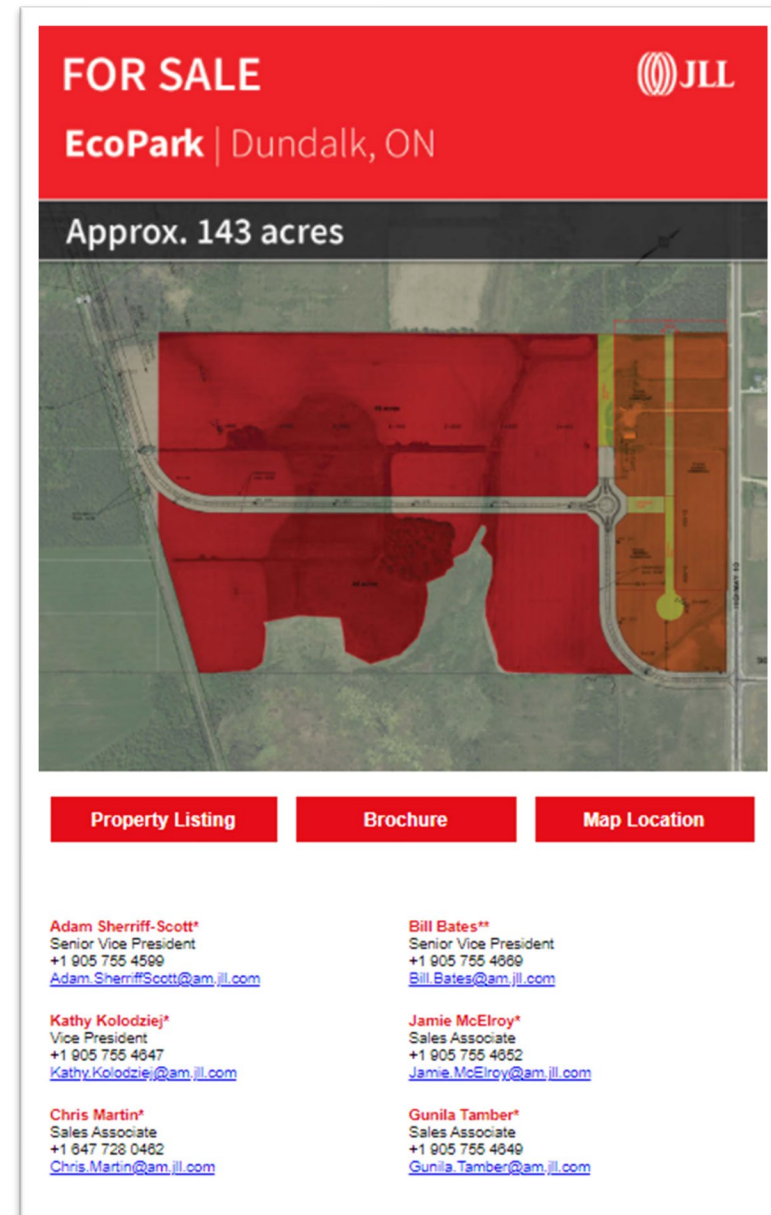 FOR SALE
JLL
EcoPark | Dundalk, ON
Approx. 143 acres
HIGHWAY 10
Property Listing
Brochure
Map Location
Adam Sherriff-Scott*
Senior Vice President
+1 905 755 4599
Adam.SherriffScott@am.jll.com
Bill Bates**
Senior Vice President
+1 905 755 4669
Bill.Bates@am.jll.com
Kathy Kolodziej*
Vice President
+1 905 755 4647
Kathy.Kolodziej@am.jll.com
Jamie McElroy*
Sales Associate
+1 905 755 4652
Jamie.McElroy@am.jll.com
Chris Martin*
Sales Associate
+1 647 728 0462
Chris.Martin@am.jll.com
Gunila Tamber*
Sales Associate
+1 905 755 4649
Gunila.Tamber@am.jll.com